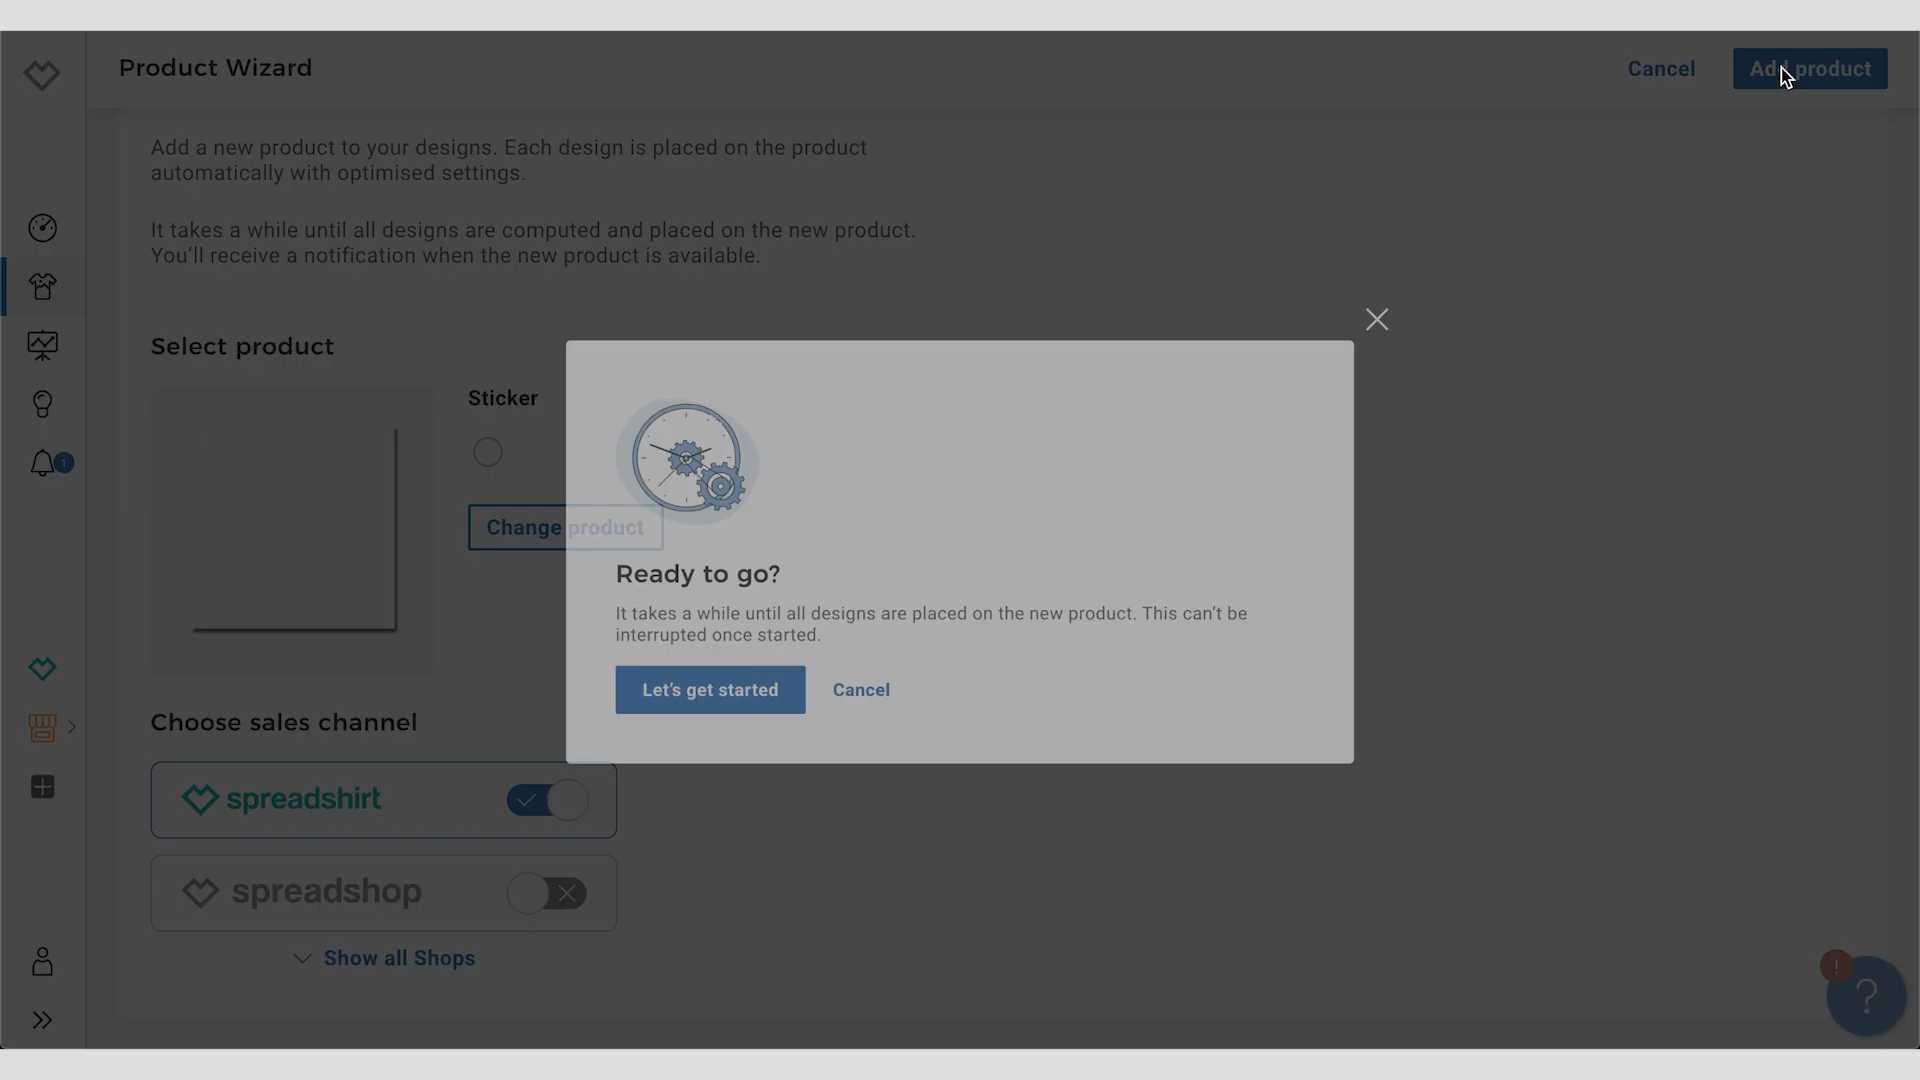 Product Wizard
Cancel
Add product
Add a new product to your designs. Each design is placed on the product
automatically with optimised settings.
It takes a while until all designs are computed and placed on the new product.
You’ll receive a notification when the new product is available.
Select product
Sticker
Change product
1
Ready to go?
It takes a while until all designs are placed on the new product. This can’t be
interrupted once started.
Let’s get started
Cancel
Choose sales channel
spreadshirt
spreadshop
Show all Shops
!
?